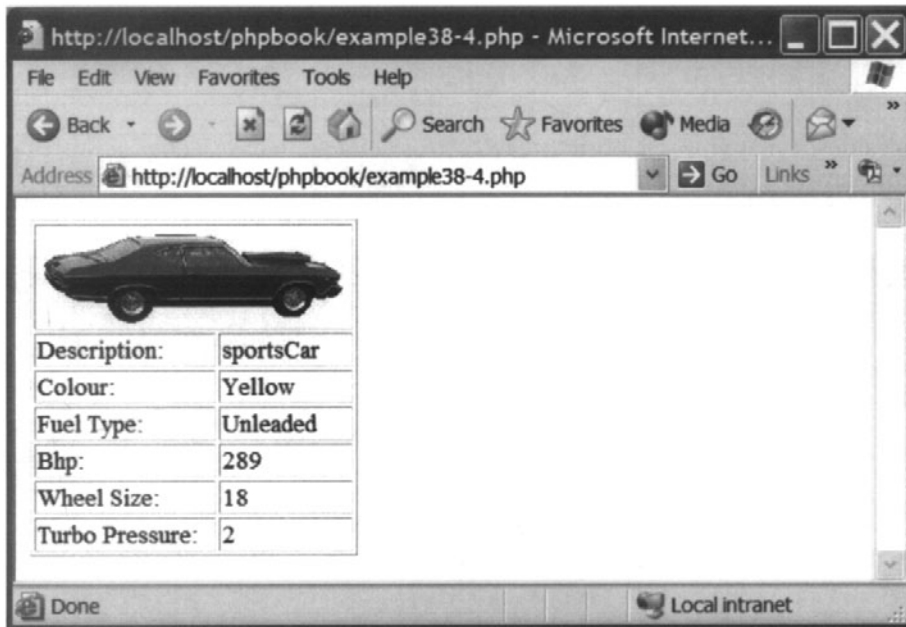 http://localhost/phpbook/example38-4.php - Microsoft Internet...
File Edit View Favorites Tools Help
Back Search Favorites Media »
Address http://localhost/phpbook/example38-4.php Go Links »
Description: sportsCar
Colour: Yellow
Fuel Type: Unleaded
Bhp: 289
Wheel Size: 18
Turbo Pressure: 2
Done Local intranet